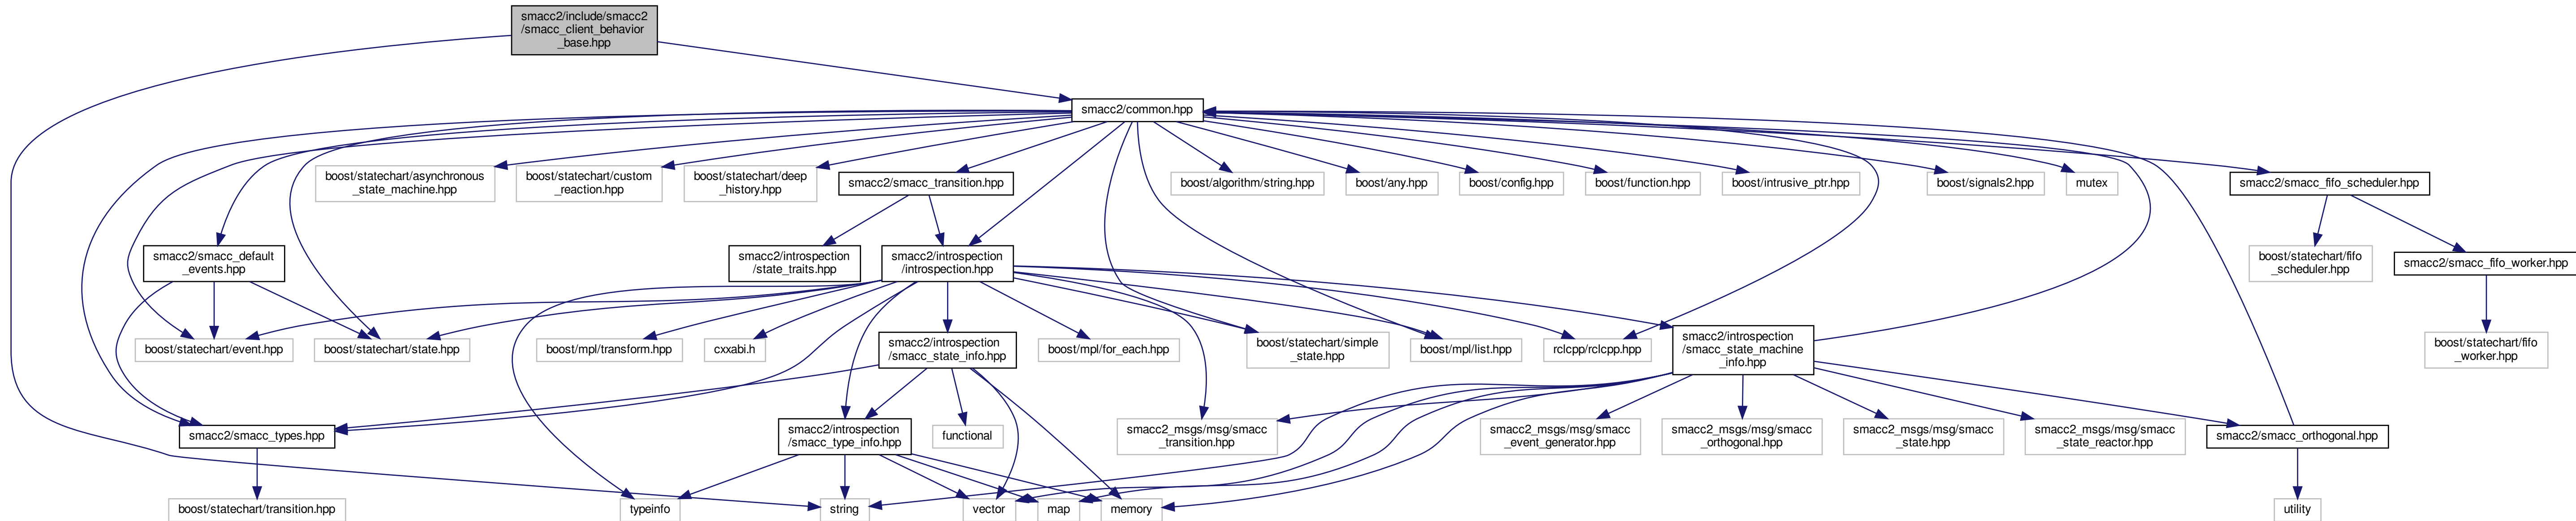 smacc2/include/smacc2
/smacc_client_behavior
_base.hpp
smacc2/common.hpp
boost/statechart/asynchronous
_state_machine.hpp
boost/statechart/custom
_reaction.hpp
boost/statechart/deep
_history.hpp
smacc2/smacc_transition.hpp
boost/algorithm/string.hpp
boost/any.hpp
boost/config.hpp
boost/function.hpp
boost/intrusive_ptr.hpp
boost/signals2.hpp
mutex
smacc2/smacc_fifo_scheduler.hpp
smacc2/smacc_default
_events.hpp
smacc2/introspection
/state_traits.hpp
smacc2/introspection
/introspection.hpp
boost/statechart/fifo
_scheduler.hpp
smacc2/smacc_fifo_worker.hpp
boost/statechart/event.hpp
boost/statechart/state.hpp
boost/mpl/transform.hpp
cxxabi.h
smacc2/introspection
/smacc_state_info.hpp
boost/mpl/for_each.hpp
boost/statechart/simple
_state.hpp
boost/mpl/list.hpp
rclcpp/rclcpp.hpp
smacc2/introspection
/smacc_state_machine
_info.hpp
boost/statechart/fifo
_worker.hpp
smacc2/smacc_types.hpp
smacc2/introspection
/smacc_type_info.hpp
functional
smacc2_msgs/msg/smacc
_transition.hpp
smacc2_msgs/msg/smacc
_event_generator.hpp
smacc2_msgs/msg/smacc
_orthogonal.hpp
smacc2_msgs/msg/smacc
_state.hpp
smacc2_msgs/msg/smacc
_state_reactor.hpp
smacc2/smacc_orthogonal.hpp
boost/statechart/transition.hpp
typeinfo
string
vector
map
memory
utility